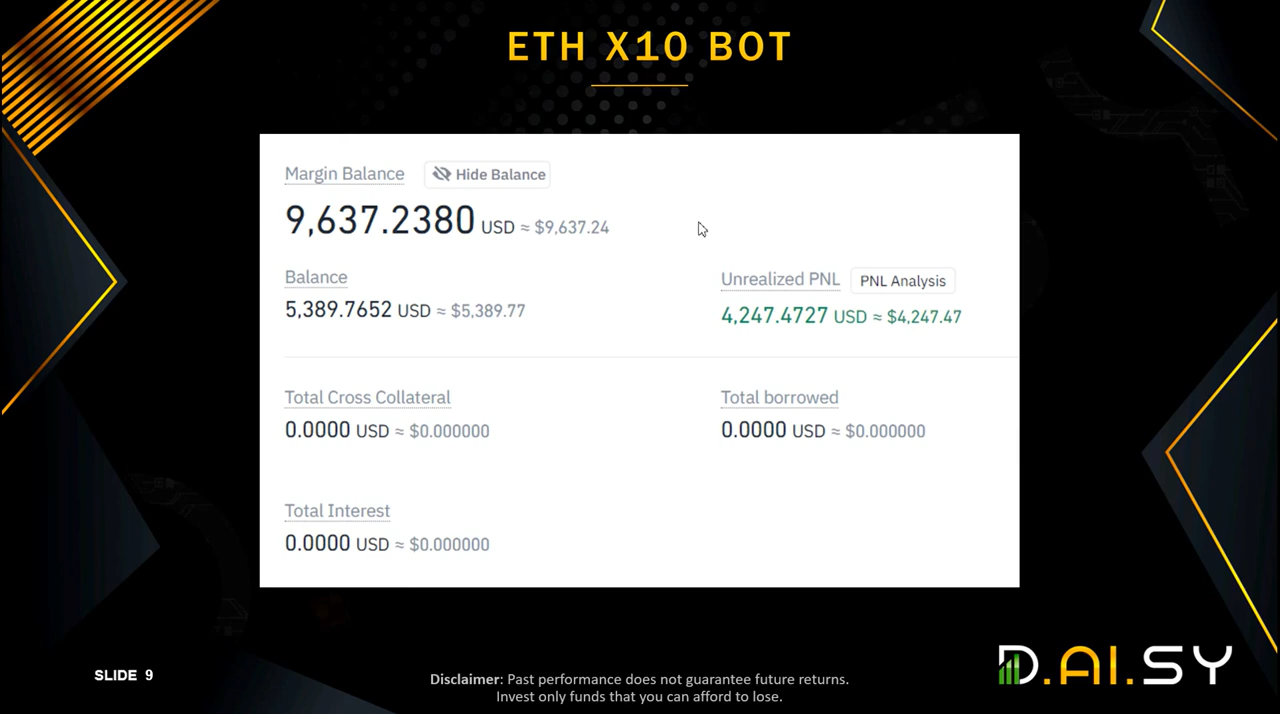 ETH X10 BOT
Margin Balance Hide Balance
9,637.2380 USD ≈ $9,637.24
Balance
5,389.7652 USD ≈ $5,389.77
Unrealized PNL PNL Analysis
4,247.4727 USD ≈ $4,247.47
Total Cross Collateral
0.0000 USD ≈ $0.000000
Total borrowed
0.0000 USD ≈ $0.000000
Total Interest
0.0000 USD ≈ $0.000000
SLIDE 9
Disclaimer: Past performance does not guarantee future returns.
Invest only funds that you can afford to lose.
D.AI.SY